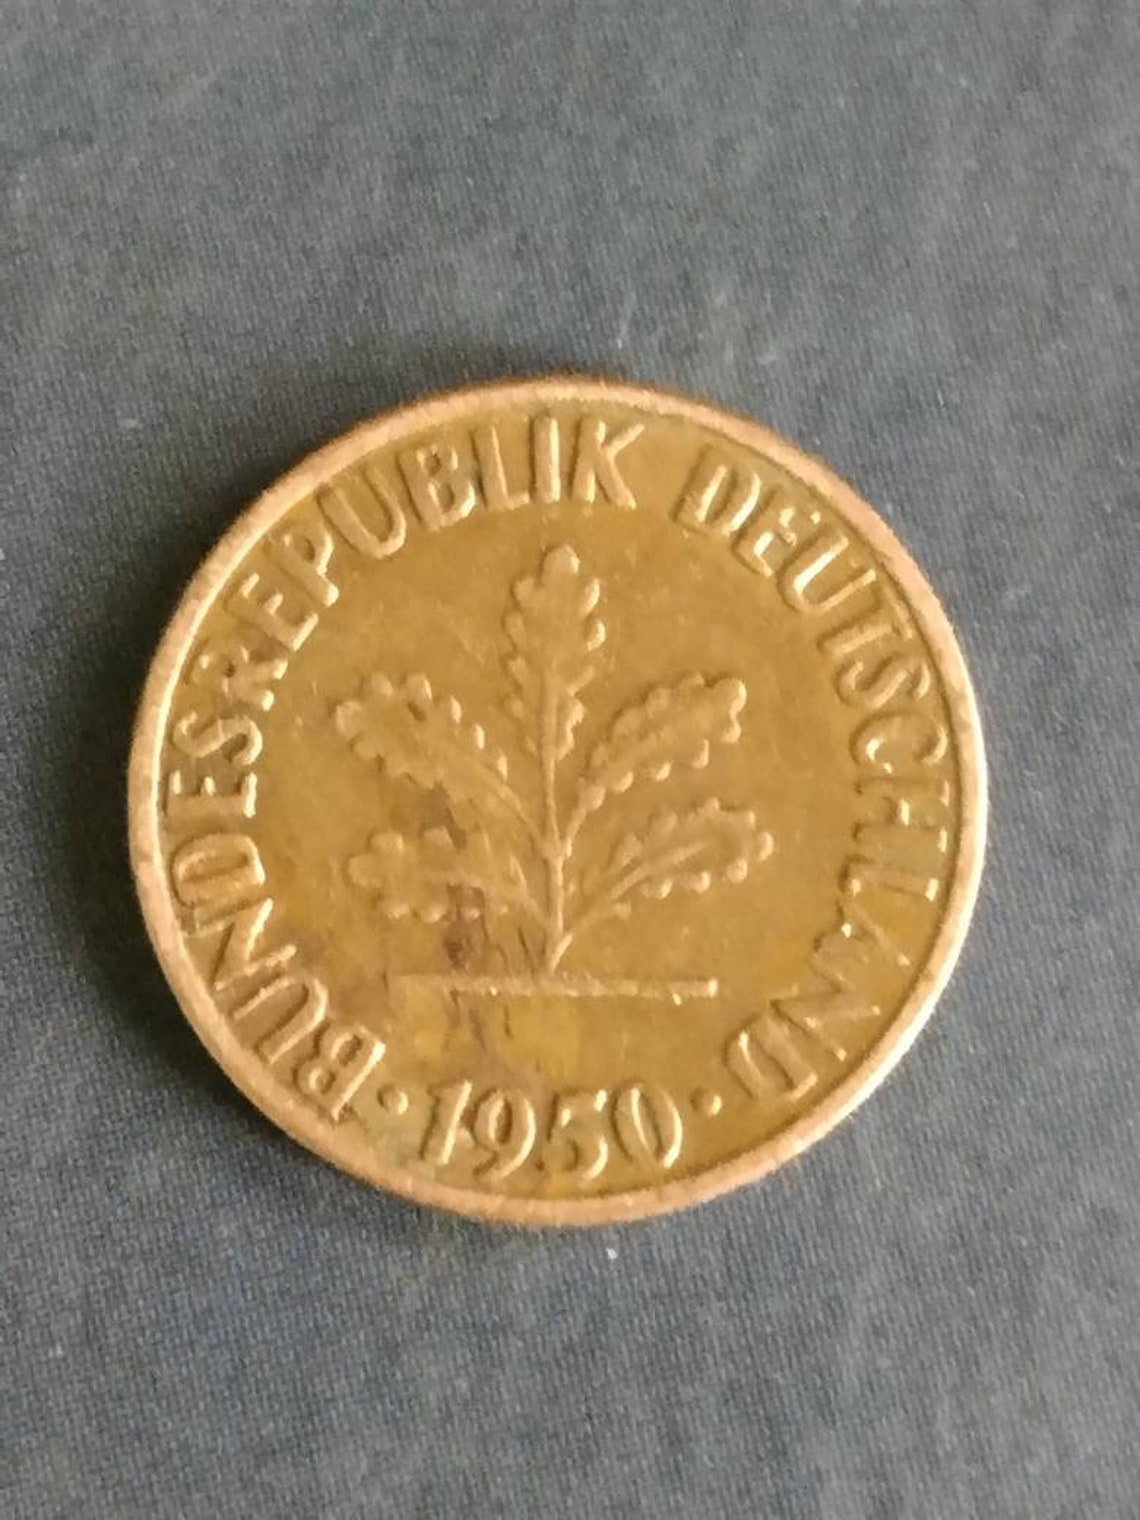 BUNDESREPUBLIK DEUTSCHLAND
· 1950 ·